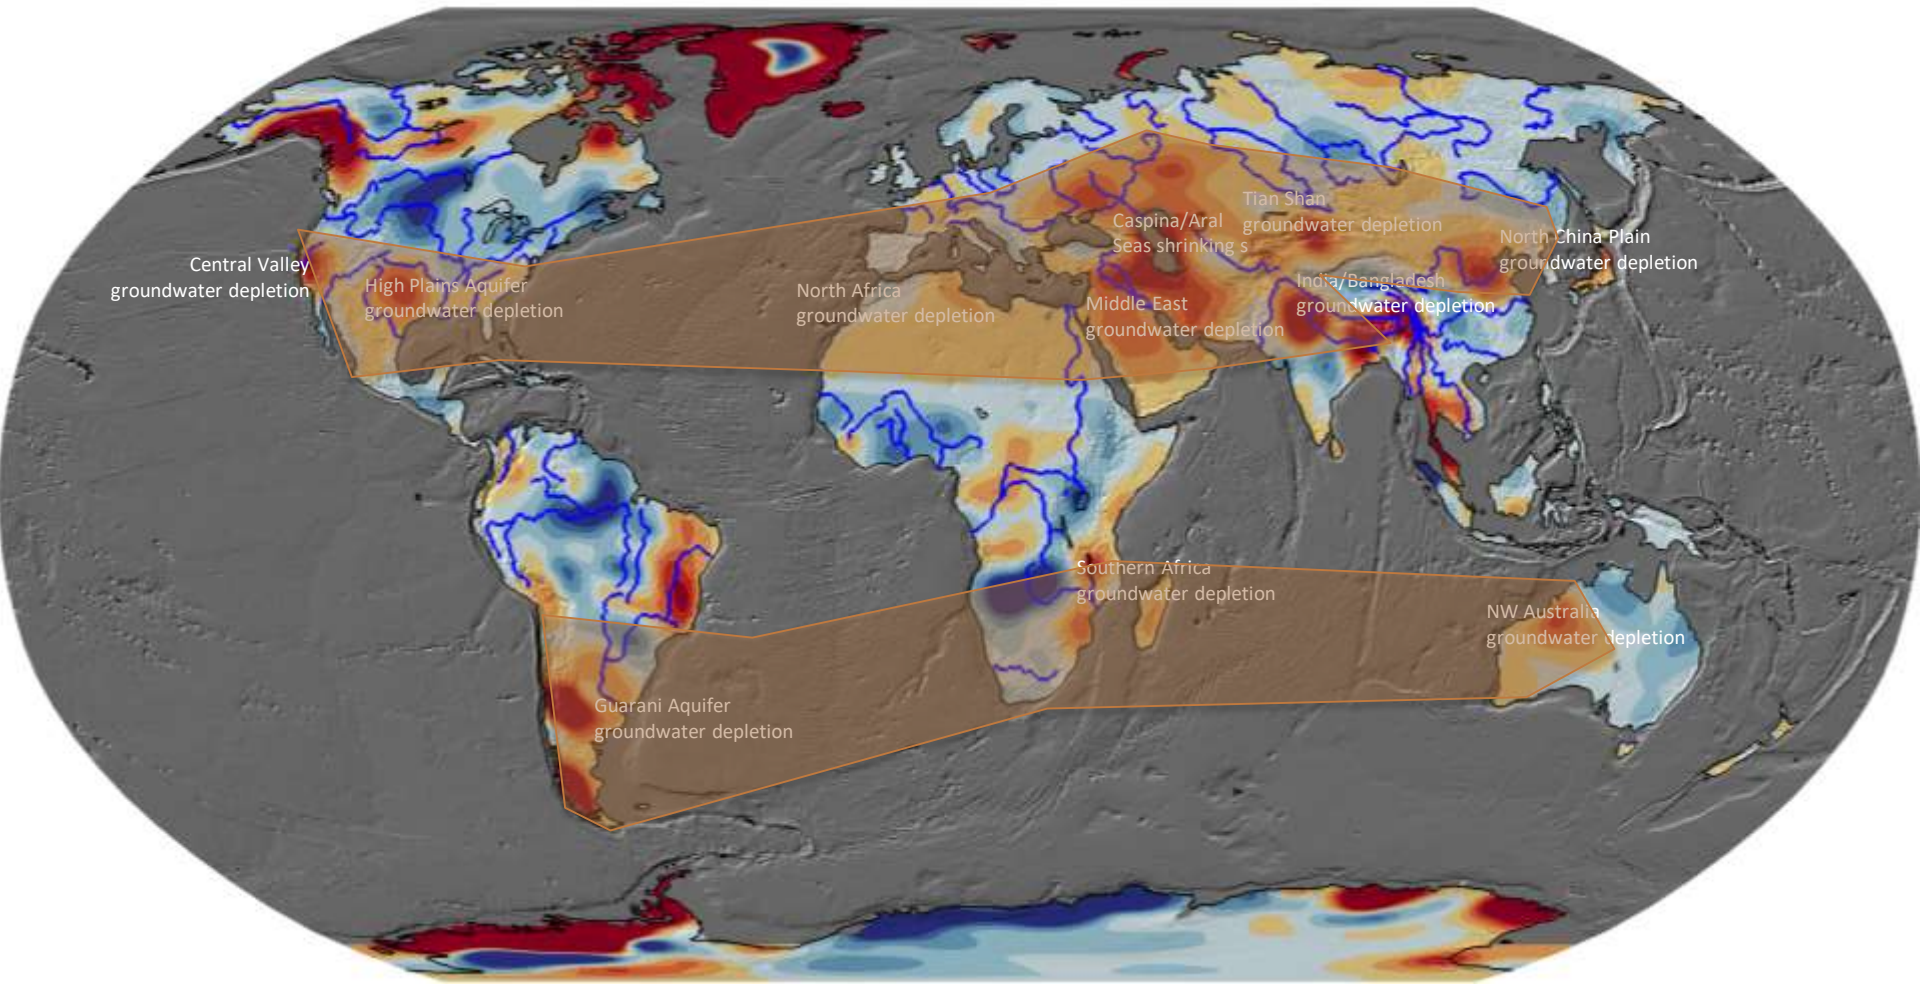 Tian Shan
groundwater depletion
Caspina/Aral
Seas shrinking s
North China Plain
groundwater depletion
Central Valley
groundwater depletion
High Plains Aquifer
groundwater depletion
North Africa
groundwater depletion
Middle East
groundwater depletion
India/Bangladesh
groundwater depletion
Southern Africa
groundwater depletion
NW Australia
groundwater depletion
Guarani Aquifer
groundwater depletion